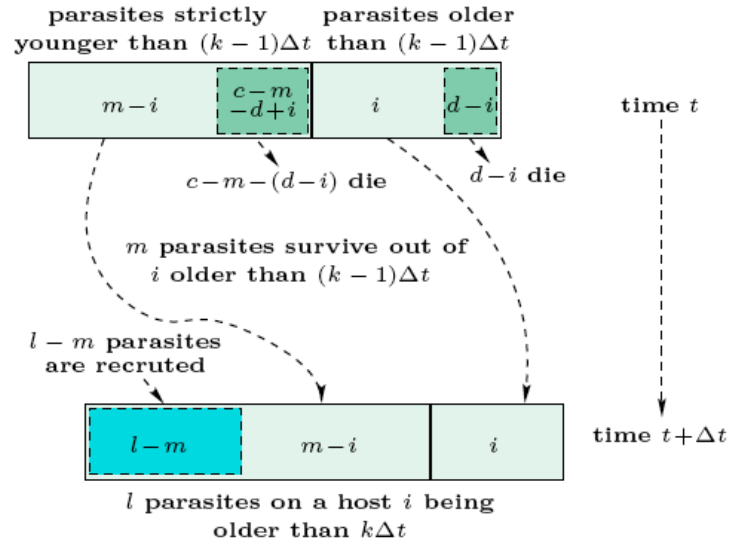 parasites strictly
younger than (k − 1)Δt
parasites older
than (k − 1)Δt
m − i
c − m
−d + i
i
d − i
time t
c − m − (d − i) die
d − i die
m parasites survive out of
i older than (k − 1)Δt
l − m parasites
are recruted
l − m
m − i
i
time t + Δt
l parasites on a host i being
older than kΔt